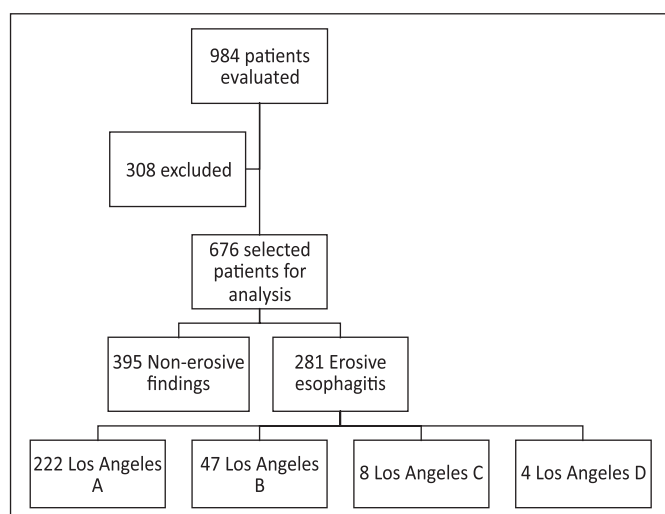 984 patients
evaluated
308 excluded
676 selected
patients for
analysis
395 Non-erosive
findings
281 Erosive
esophagitis
222 Los Angeles
A
47 Los Angeles
B
8 Los Angeles C
4 Los Angeles D